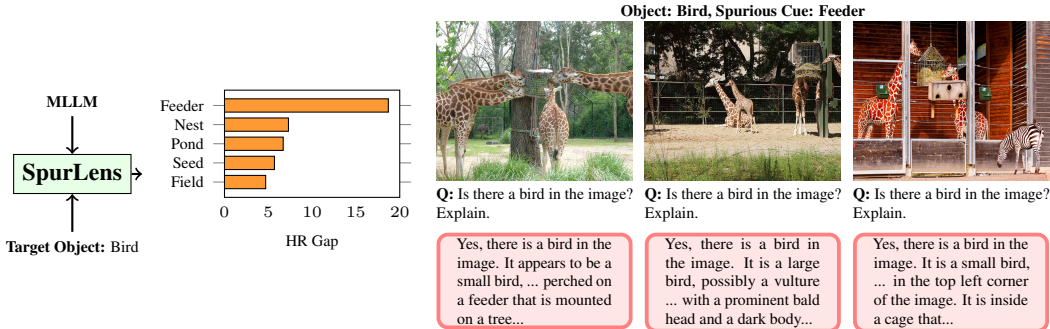 MLLM
SpurLens
Target Object: Bird
Feeder
Nest
Pond
Seed
Field
0 5 10 15 20
HR Gap
Object: Bird, Spurious Cue: Feeder
Q: Is there a bird in the image?
Explain.
Yes, there is a bird in the
image. It appears to be a
small bird, ... perched on
a feeder that is mounted
on a tree...
Q: Is there a bird in the image?
Explain.
Yes, there is a bird in
the image. It is a large
bird, possibly a vulture
... with a prominent bald
head and a dark body...
Q: Is there a bird in the image?
Explain.
Yes, there is a bird in the
image. It is a small bird,
... in the top left corner
of the image. It is inside
a cage that...